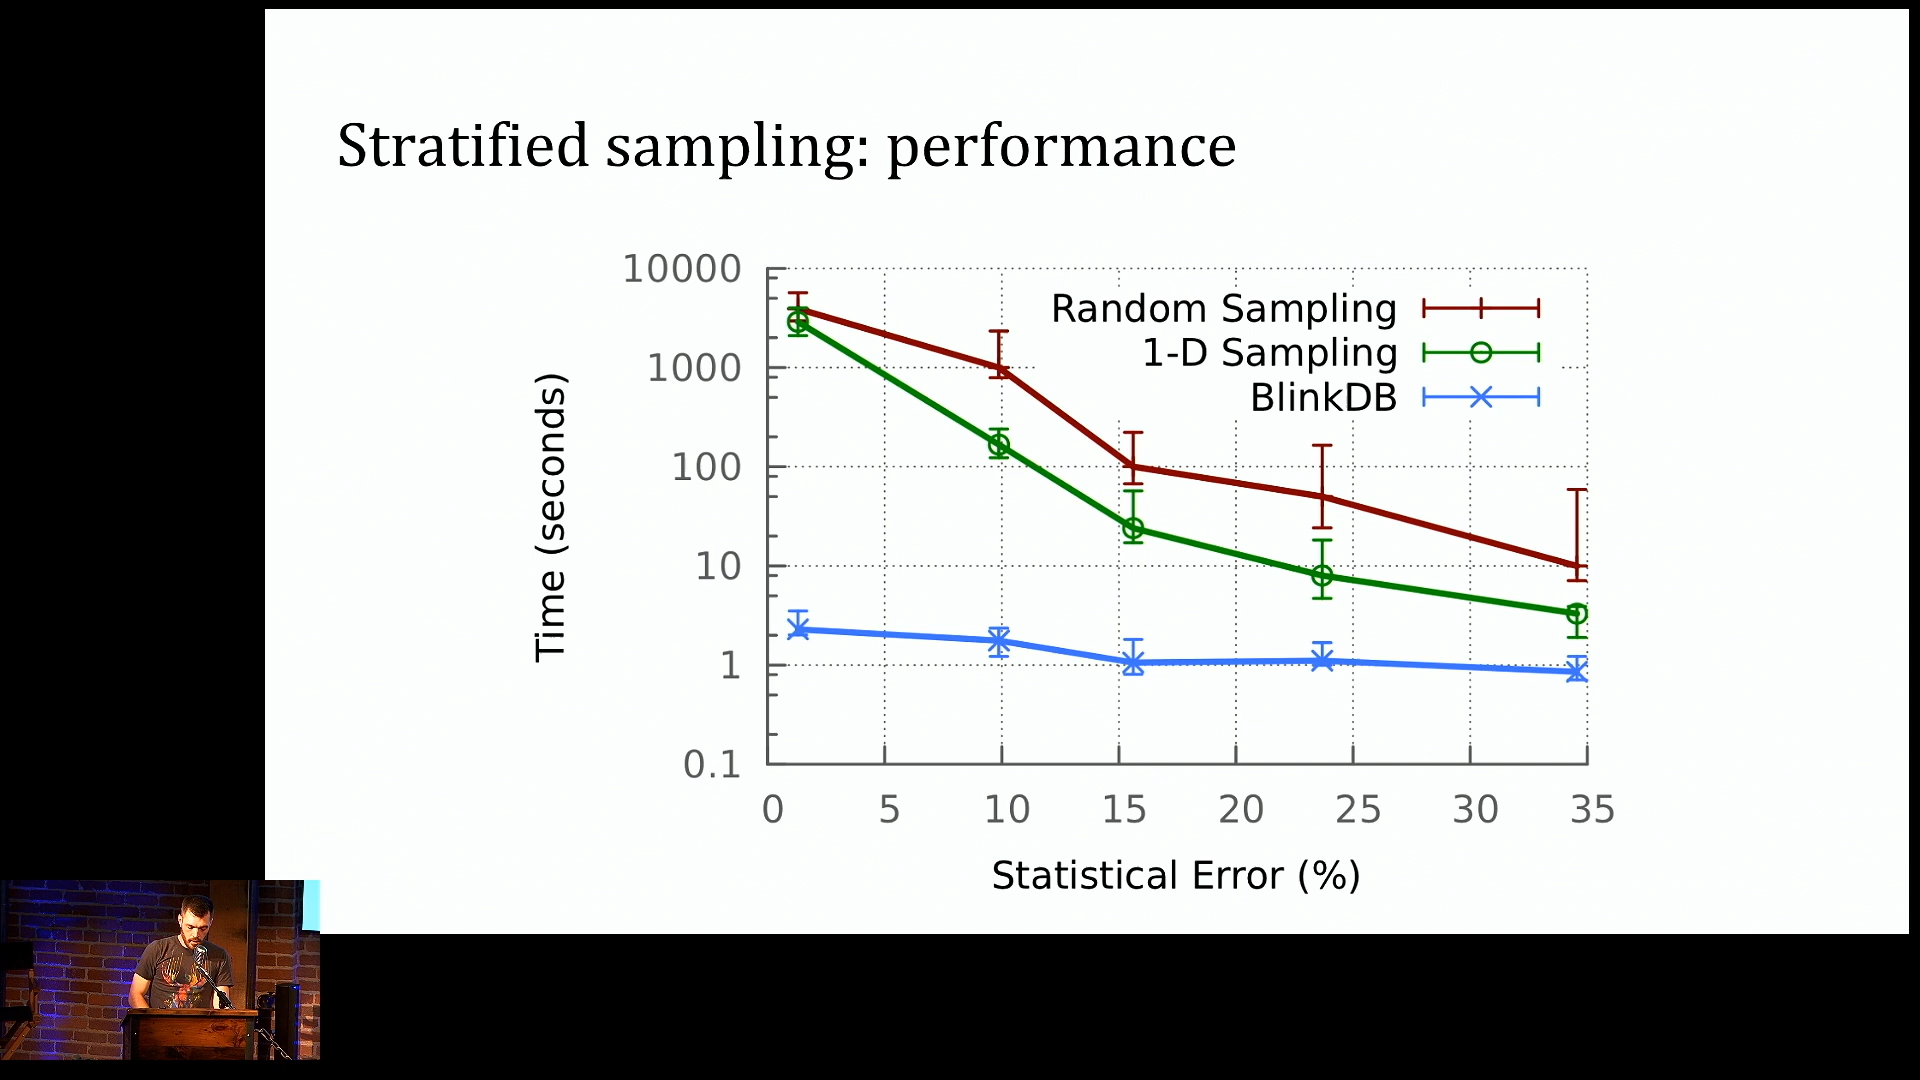 Stratified sampling: performance
10000
1000
100
10
1
0.1
Time (seconds)
Random Sampling
1-D Sampling
BlinkDB
0 5 10 15 20 25 30 35
Statistical Error (%)